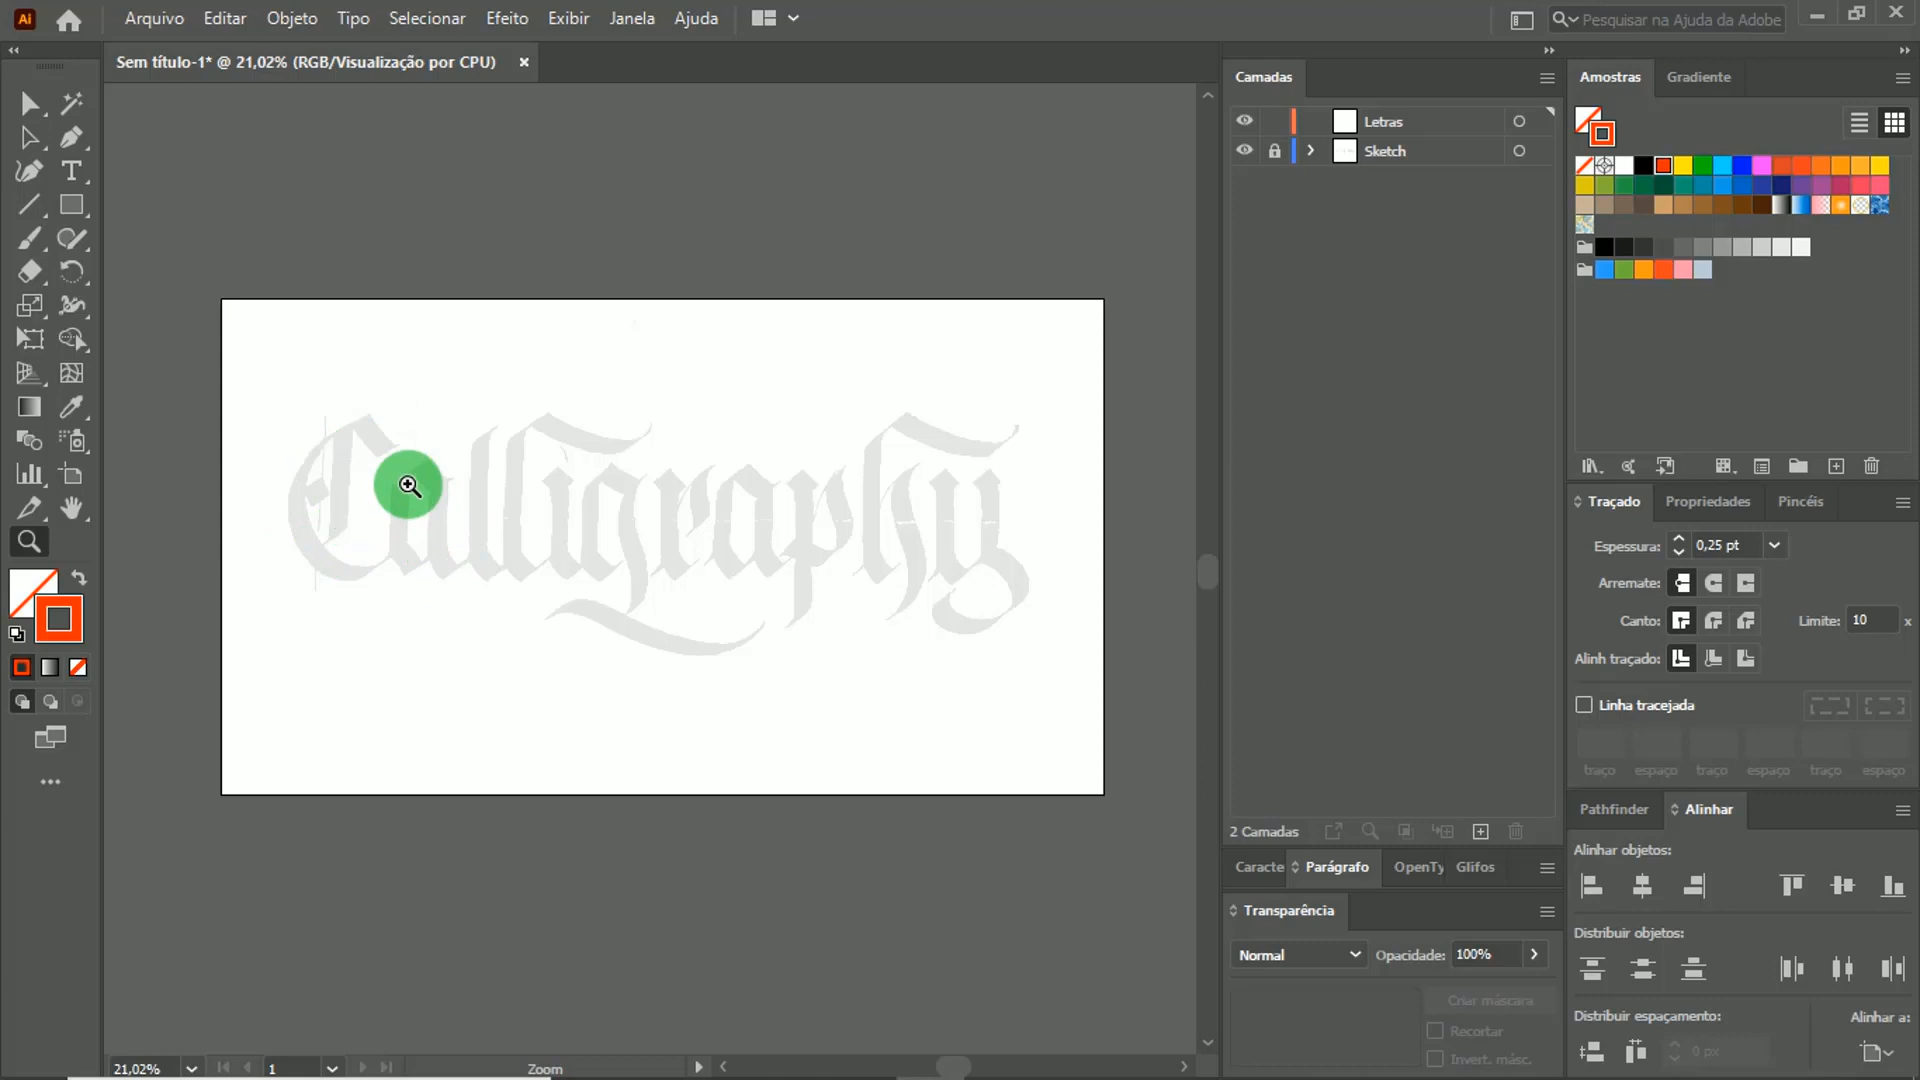 Ai Arquivo Editar Objeto Tipo Selecionar Efeito Exibir Janela Ajuda Pesquisar na Ajuda da Adobe
Sem título-1* @ 21,02% (RGB/Visualização por CPU)
Camadas
Letras
Sketch
Amostras Gradiente
Calligraphy
Traçado Propriedades Pincéis
Espessura: 0,25 pt
Arremate:
Canto: Limite: 10 x
Alinh traçado:
Linha tracejada
traço espaço traço espaço traço espaço
2 Camadas
Caracte Parágrafo OpenTy Glifos
Transparência
Normal Opacidade: 100%
Criar máscara
Recortar
Invert. másc.
Pathfinder Alinhar
Alinhar objetos:
Distribuir objetos:
Distribuir espaçamento: Alinhar a:
0 px
21,02% 1 Zoom